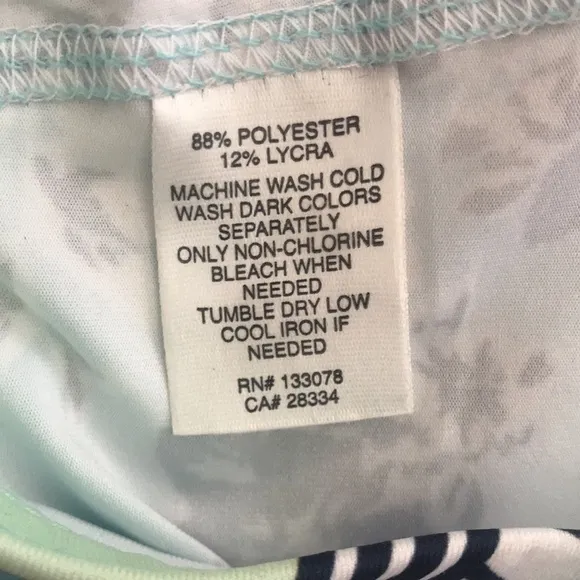 88% POLYESTER
12% LYCRA
MACHINE WASH COLD
WASH DARK COLORS
SEPARATELY
ONLY NON-CHLORINE
BLEACH WHEN
NEEDED
TUMBLE DRY LOW
COOL IRON IF
NEEDED
RN# 133078
CA# 28334